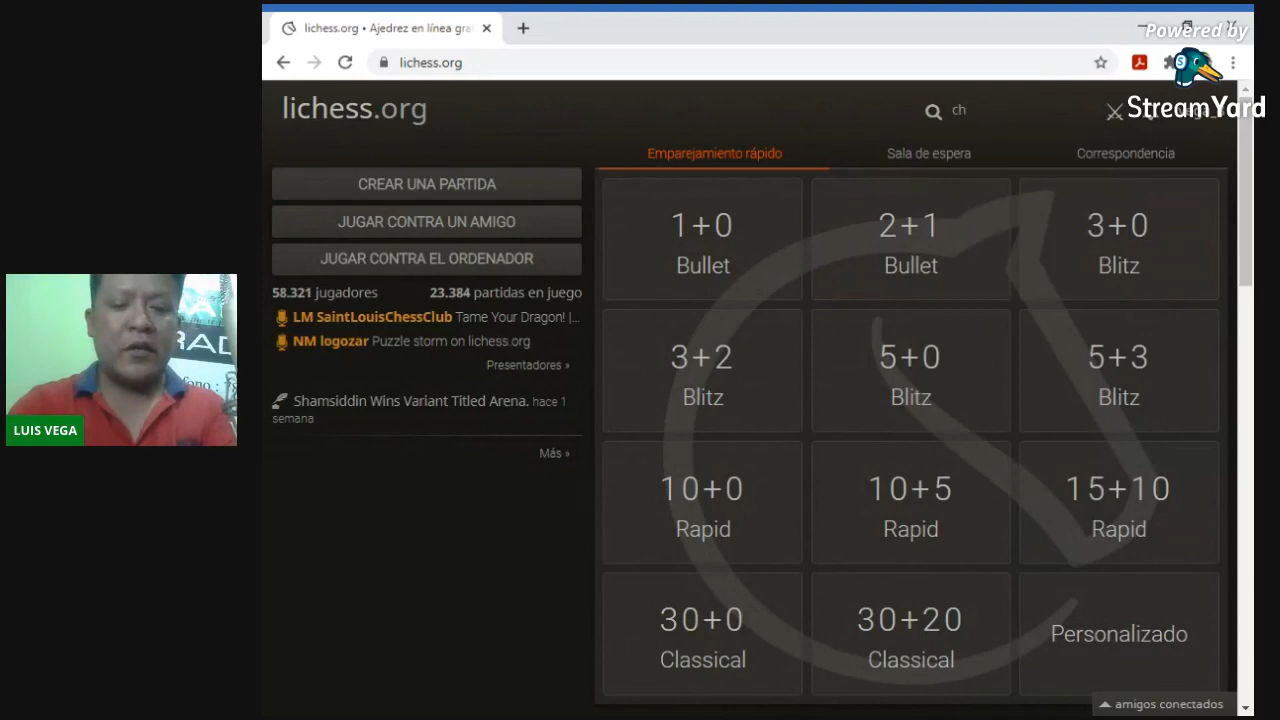 lichess.org • Ajedrez en línea gra
lichess.org
Powered by
StreamYard
lichess.org
ch
Emparejamiento rápido
Sala de espera
Correspondencia
CREAR UNA PARTIDA
JUGAR CONTRA UN AMIGO
JUGAR CONTRA EL ORDENADOR
58.321 jugadores
23.384 partidas en juego
LM SaintLouisChessClub Tame Your Dragon! |...
NM logozar Puzzle storm on lichess.org
Presentadores »
Shamsiddin Wins Variant Titled Arena. hace 1
semana
Más »
1+0
Bullet
2+1
Bullet
3+0
Blitz
3+2
Blitz
5+0
Blitz
5+3
Blitz
10+0
Rapid
10+5
Rapid
15+10
Rapid
30+0
Classical
30+20
Classical
Personalizado
amigos conectados
LUIS VEGA